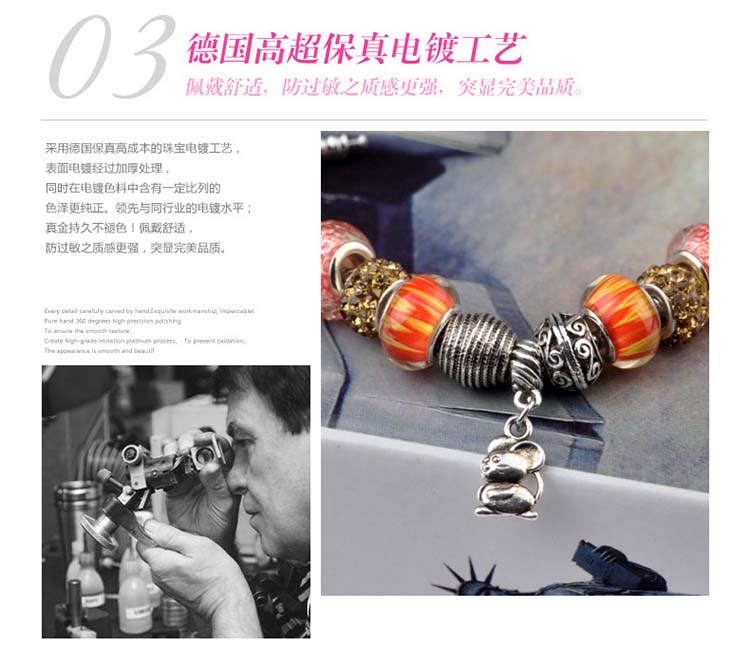 03
德国高超保真电镀工艺
佩戴舒适，防过敏之质感更强，突显完美品质。
采用德国保真高成本的珠宝电镀工艺，
表面电镀经过加厚处理，
同时在电镀色料中含有一定比列的
色泽更纯正。领先与同行业的电镀水平；
真金持久不褪色！佩戴舒适，
防过敏之质感更强，突显完美品质。
Every detail carefully carved by hand,Exquisite workmanship, impeccable!
Pure hand 360 degrees high precision polishing
To ensure the smooth texture,
Create high-grade imitation platinum process, To prevent oxidation,
The appearance is smooth and beautif